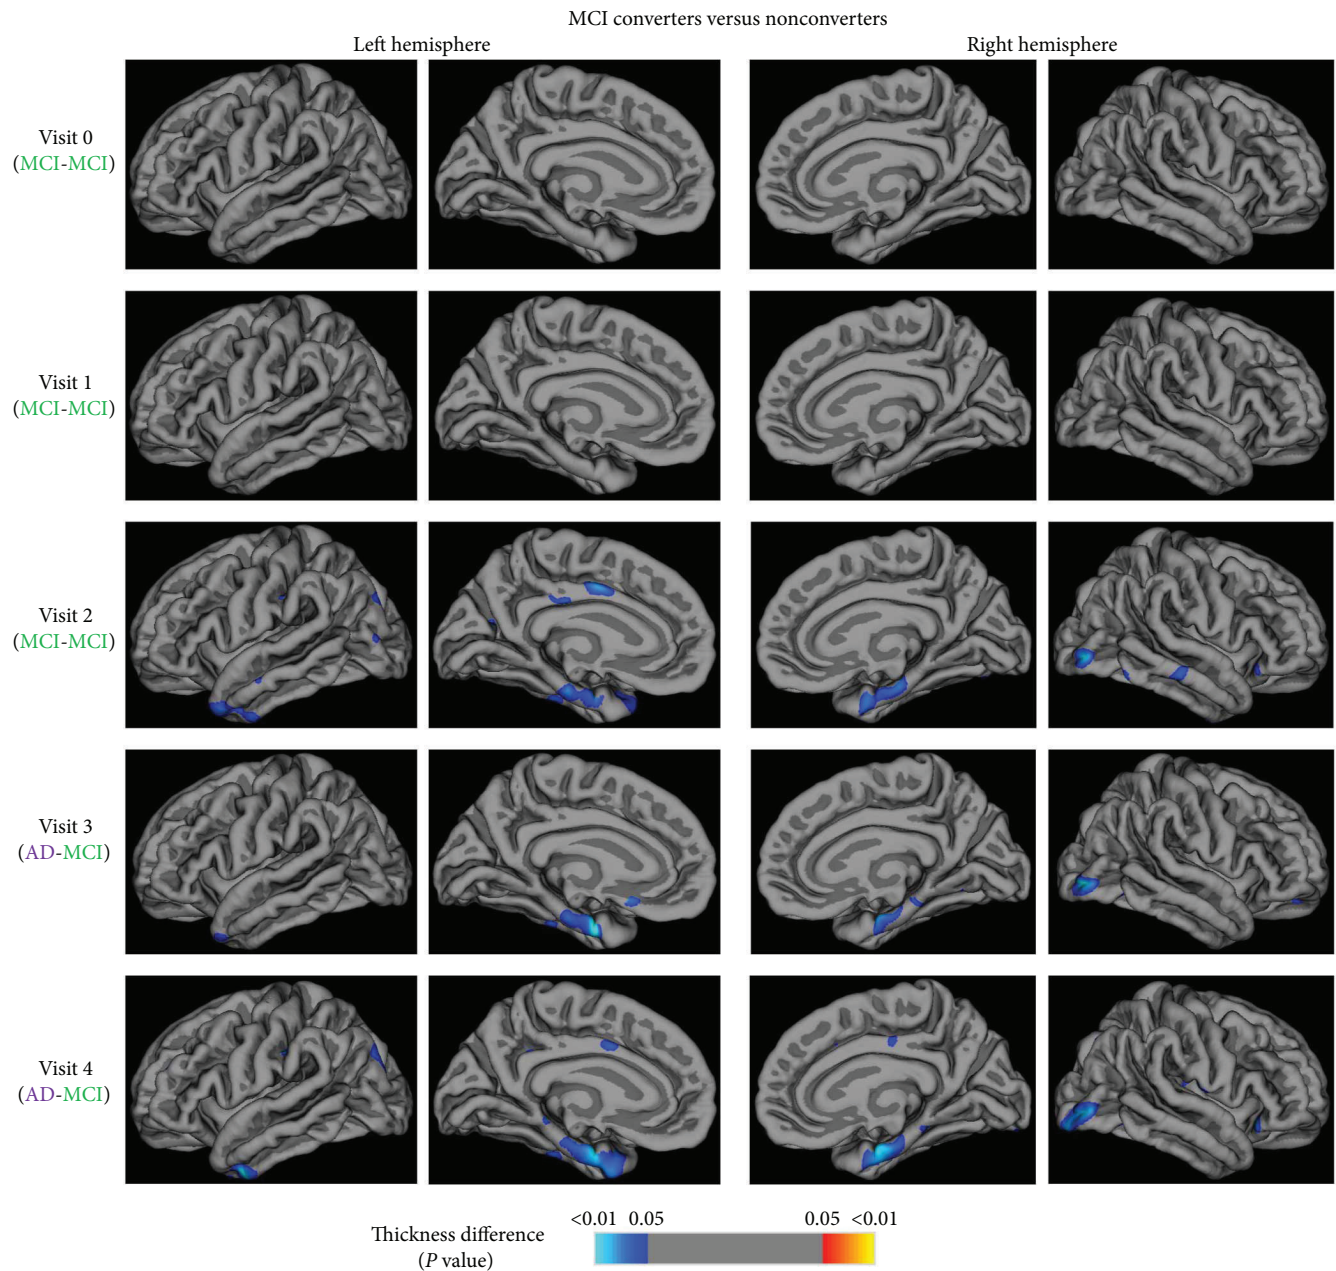 MCI converters versus nonconverters
Left hemisphere
Right hemisphere
Visit 0
(MCI-MCI)
Visit 1
(MCI-MCI)
Visit 2
(MCI-MCI)
Visit 3
(AD-MCI)
Visit 4
(AD-MCI)
Thickness difference
(P value)
<0.01 0.05
0.05 <0.01